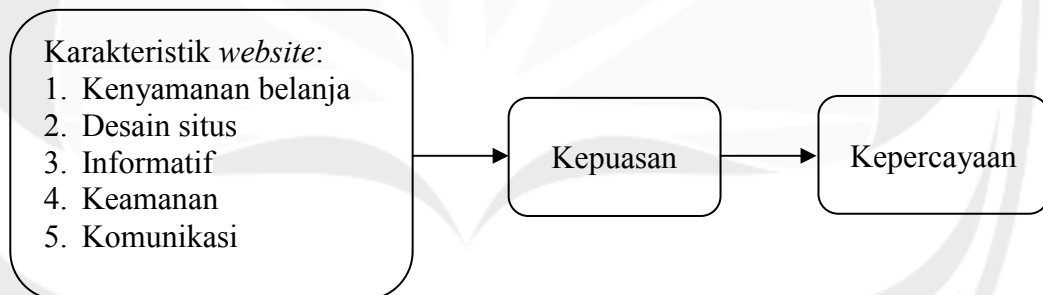 Karakteristik website:
1. Kenyamanan belanja
2. Desain situs
3. Informatif
4. Keamanan
5. Komunikasi
Kepuasan
Kepercayaan